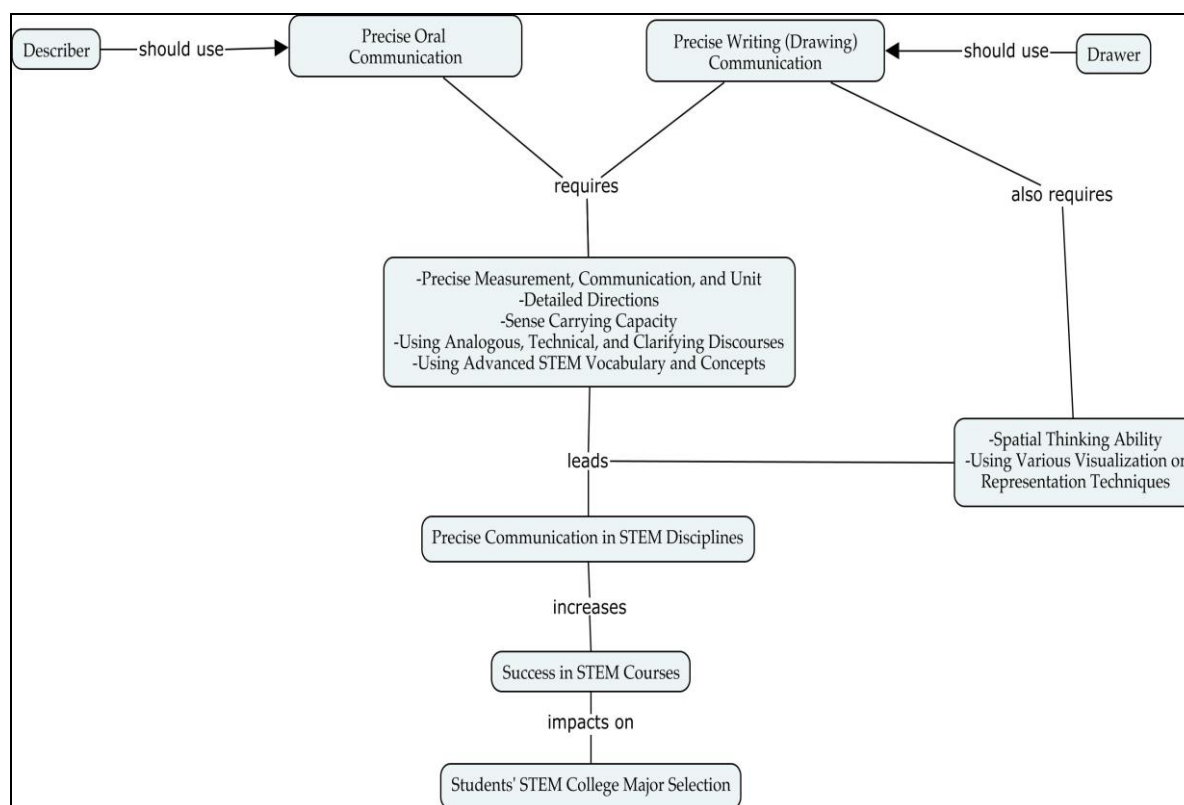 Describer
should use
Precise Oral
Communication
Precise Writing (Drawing)
Communication
should use
Drawer
requires
also requires
-Precise Measurement, Communication, and Unit
-Detailed Directions
-Sense Carrying Capacity
-Using Analogous, Technical, and Clarifying Discourses
-Using Advanced STEM Vocabulary and Concepts
-Spatial Thinking Ability
-Using Various Visualization or
Representation Techniques
leads
Precise Communication in STEM Disciplines
increases
Success in STEM Courses
impacts on
Students' STEM College Major Selection